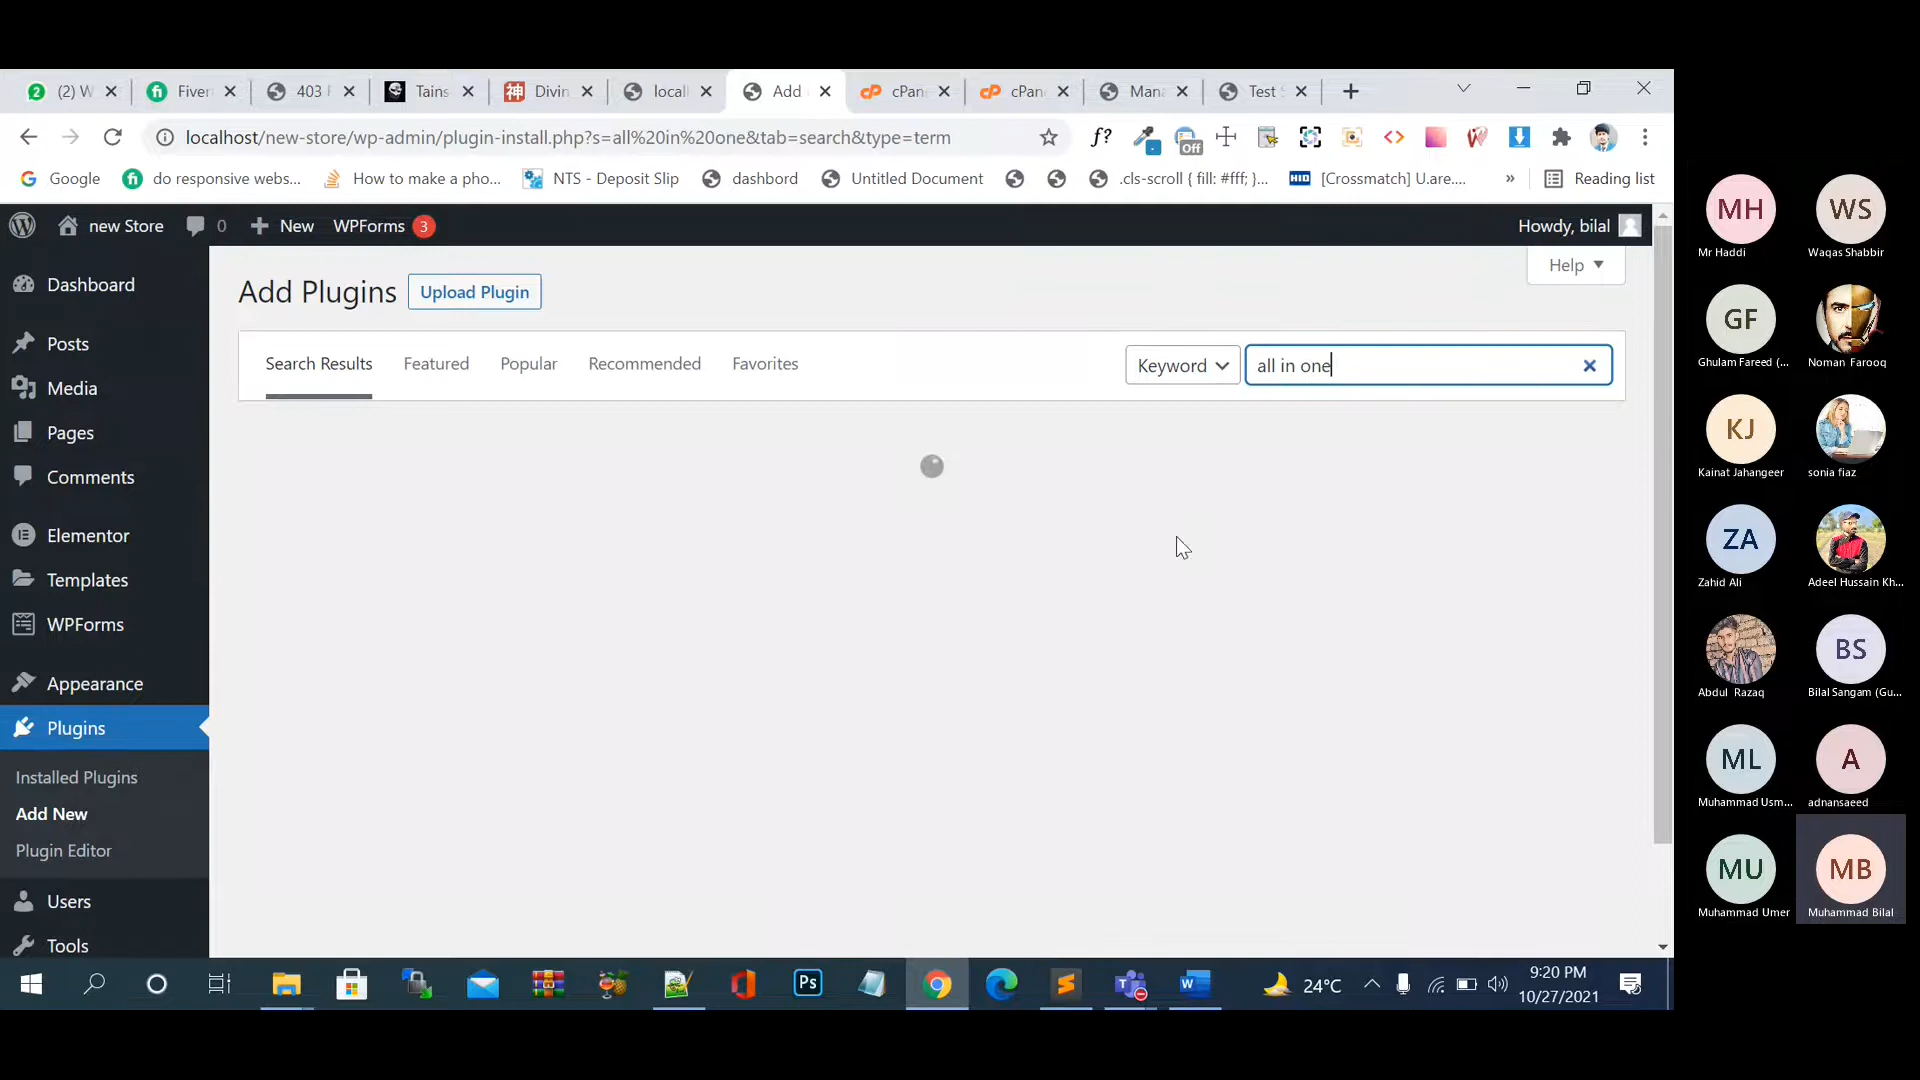 (2) W
Fiver
403 F
Tains
Divin
locall
Add
cPan
cPan
Mana
Test S
localhost/new-store/wp-admin/plugin-install.php?s=all%20in%20one&tab=search&type=term
f?
Off
Google
do responsive webs...
How to make a pho...
NTS - Deposit Slip
dashbord
Untitled Document
.cls-scroll { fill: #fff; }...
HID
[Crossmatch] U.are....
»
Reading list
new Store
0
New
WPForms
3
Howdy, bilal
Help
Dashboard
Posts
Media
Pages
Comments
Elementor
Templates
WPForms
Appearance
Plugins
Installed Plugins
Add New
Plugin Editor
Users
Tools
Add Plugins
Upload Plugin
Search Results
Featured
Popular
Recommended
Favorites
Keyword
all in one
MH
Mr Haddi
WS
Waqas Shabbir
GF
Ghulam Fareed (...
Noman Farooq
KJ
Kainat Jahangeer
sonia fiaz
ZA
Zahid Ali
Adeel Hussain Kh...
Abdul Razaq
BS
Bilal Sangam (Gu...
ML
Muhammad Usm...
A
adnansaeed
MU
Muhammad Umer
MB
Muhammad Bilal
Ps
24°C
9:20 PM
10/27/2021